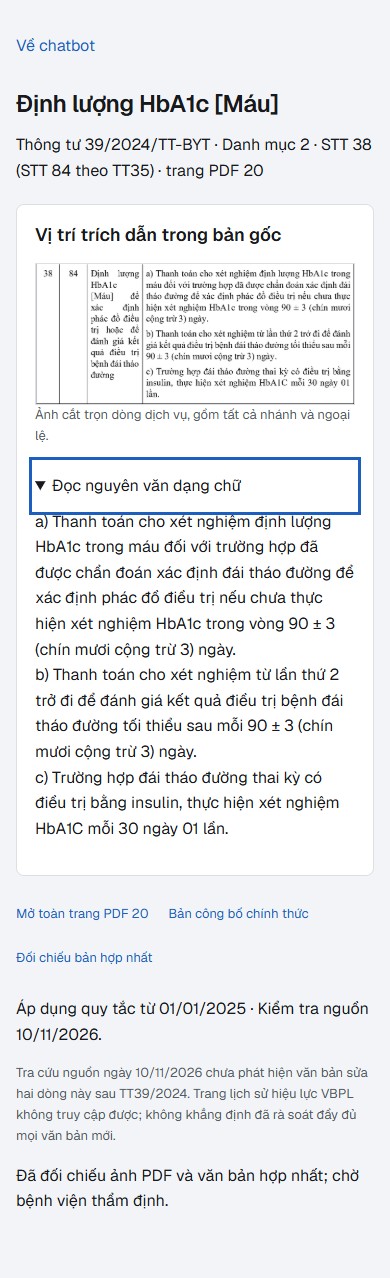 Về chatbot
Định lượng HbA1c [Máu]
Thông tư 39/2024/TT-BYT · Danh mục 2 · STT 38
(STT 84 theo TT35) · trang PDF 20
Vị trí trích dẫn trong bản gốc
38
84
Định lượng
HbA1c
[Máu] để
xác định
phác đồ điều
trị hoặc để
đánh giá kết
quả điều trị
bệnh đái tháo
đường
a) Thanh toán cho xét nghiệm định lượng HbA1c trong
máu đối với trường hợp đã được chẩn đoán xác định đái
tháo đường để xác định phác đồ điều trị nếu chưa thực
hiện xét nghiệm HbA1c trong vòng 90 ± 3 (chín mươi
cộng trừ 3) ngày.
b) Thanh toán cho xét nghiệm từ lần thứ 2 trở đi để đánh
giá kết quả điều trị bệnh đái tháo đường tối thiểu sau mỗi
90 ± 3 (chín mươi cộng trừ 3) ngày.
c) Trường hợp đái tháo đường thai kỳ có điều trị bằng
insulin, thực hiện xét nghiệm HbA1C mỗi 30 ngày 01
lần.
Ảnh cắt trọn dòng dịch vụ, gồm tất cả nhánh và ngoại
lệ.
▼ Đọc nguyên văn dạng chữ
a) Thanh toán cho xét nghiệm định lượng
HbA1c trong máu đối với trường hợp đã
được chẩn đoán xác định đái tháo đường để
xác định phác đồ điều trị nếu chưa thực
hiện xét nghiệm HbA1c trong vòng 90 ± 3
(chín mươi cộng trừ 3) ngày.
b) Thanh toán cho xét nghiệm từ lần thứ 2
trở đi để đánh giá kết quả điều trị bệnh đái
tháo đường tối thiểu sau mỗi 90 ± 3 (chín
mươi cộng trừ 3) ngày.
c) Trường hợp đái tháo đường thai kỳ có
điều trị bằng insulin, thực hiện xét nghiệm
HbA1C mỗi 30 ngày 01 lần.
Mở toàn trang PDF 20
Bản công bố chính thức
Đối chiếu bản hợp nhất
Áp dụng quy tắc từ 01/01/2025 · Kiểm tra nguồn
10/11/2026.
Tra cứu nguồn ngày 10/11/2026 chưa phát hiện văn bản sửa
hai dòng này sau TT39/2024. Trang lịch sử hiệu lực VBPL
không truy cập được; không khẳng định đã rà soát đầy đủ
mọi văn bản mới.
Đã đối chiếu ảnh PDF và văn bản hợp nhất; chờ
bệnh viện thẩm định.